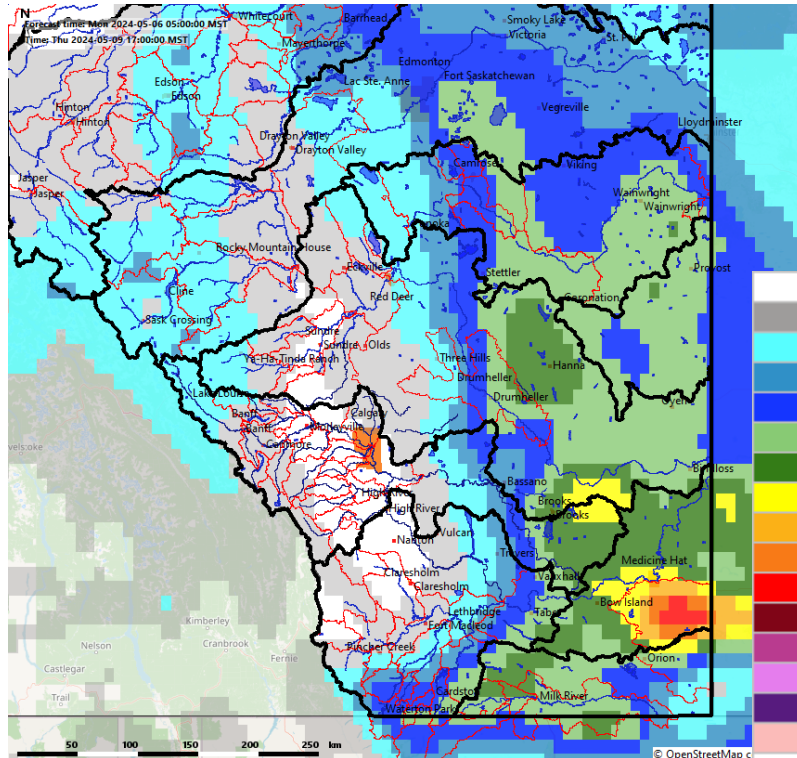 N
Forecast time: Mon 2024-05-06 05:00:00 MST
Time: Thu 2024-05-09 17:00:00 MST
Whitecourt
Barrhead
Smoky Lake
Victoria
Mayerthorpe
Edmonton
Fort Saskatchewan
Lac Ste. Anne
Edson
Edson
Vegreville
Hinton
Hinton
Lloydminster
Drayton Valley
Drayton Valley
Camrose
Viking
Jasper
Jasper
Wainwright
Wainwright
Rocky Mountain House
Eckville
Stettler
Provost
Cline
Red Deer
Coronation
Sask Crossing
Sundre
Sundre
Olds
Ya-Ha-Tinda Ranch
Three Hills
Hanna
Drumheller
Drumheller
Lake Louise
Oyen
Banff
Banff
Calgary
Morleyville
Canmore
Bindloss
Bassano
High River
High River
Brooks
Brooks
Vulcan
Nanton
Travers
Medicine Hat
Claresholm
Claresholm
Vauxhall
Bow Island
Lethbridge
Taber
Fort Macleod
Kimberley
Cranbrook
Nelson
Fernie
Pincher Creek
Orion
Castlegar
Cardston
Milk River
Trail
Waterton Park
50
100
150
200
250
km
© OpenStreetMap c